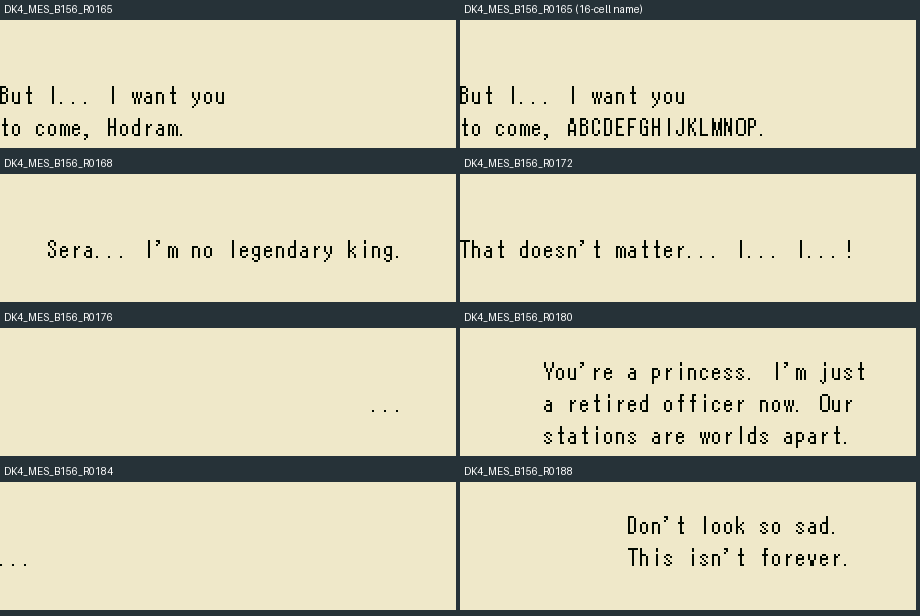 DK4_MES_B156_R0165
But I... I want you
to come, Hodram.
DK4_MES_B156_R0165 (16-cell name)
But I... I want you
to come, ABCDEFGHIJKLMNOP.
DK4_MES_B156_R0168
Sera... I'm no legendary king.
DK4_MES_B156_R0172
That doesn't matter... I... I...!
DK4_MES_B156_R0176
...
DK4_MES_B156_R0180
You're a princess. I'm just
a retired officer now. Our
stations are worlds apart.
DK4_MES_B156_R0184
...
DK4_MES_B156_R0188
Don't look so sad.
This isn't forever.